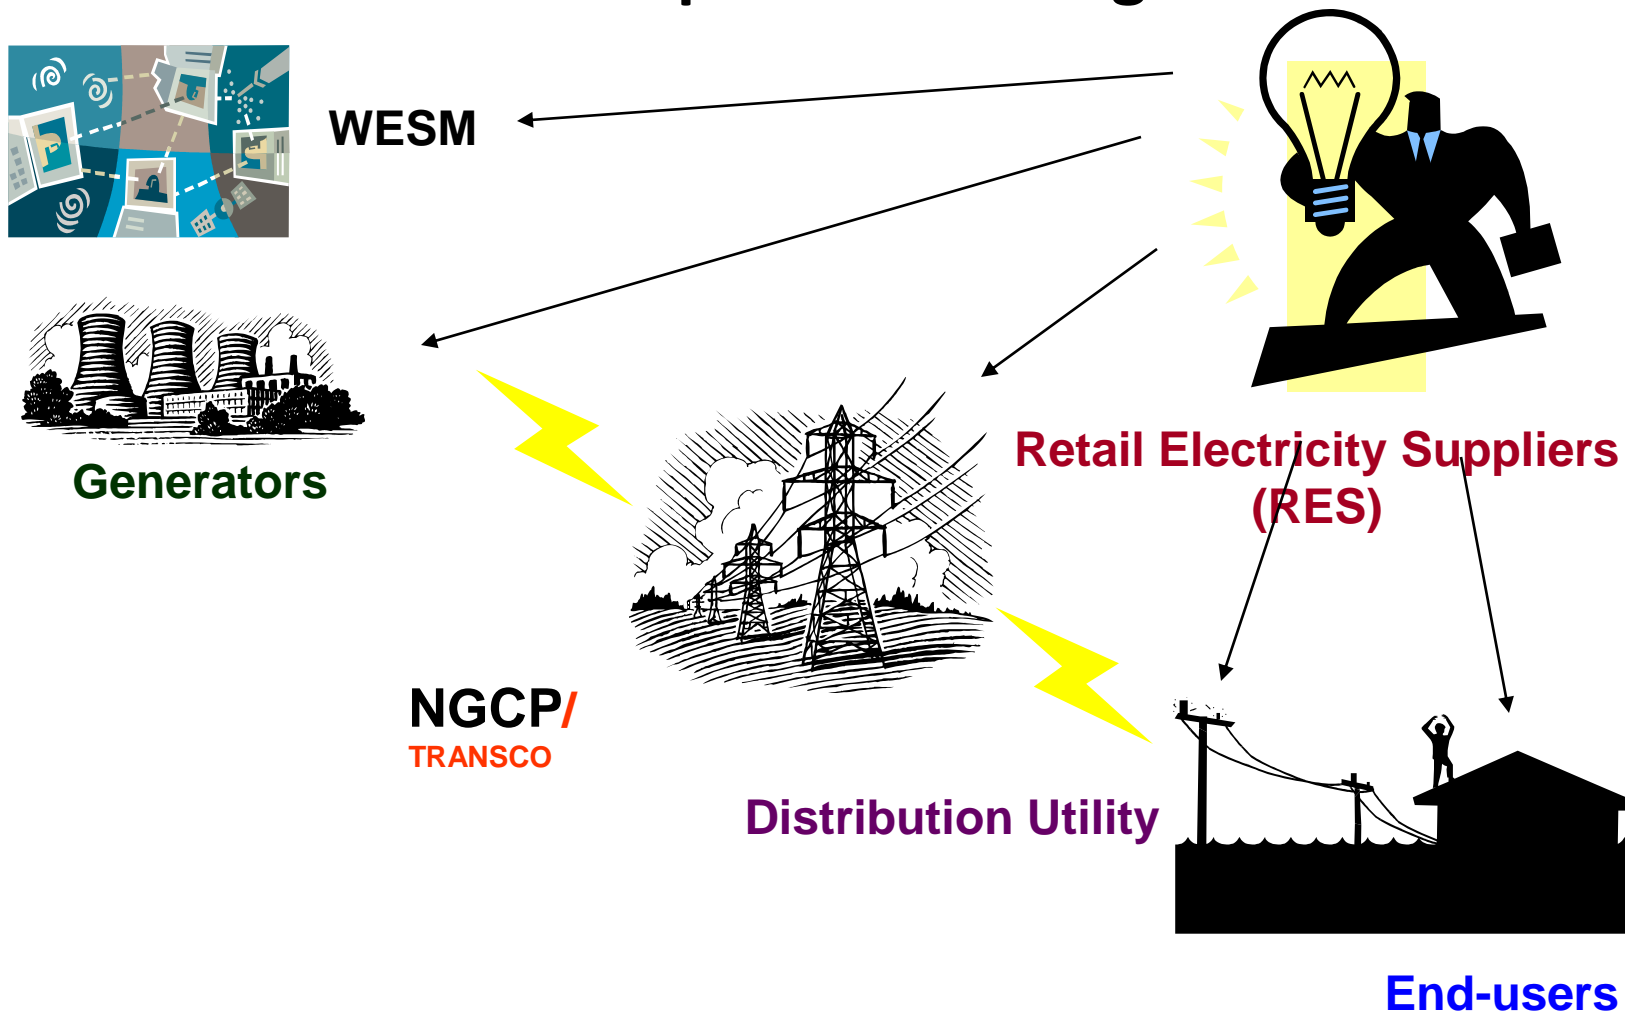 WESM
Generators
Retail Electricity Suppliers
(RES)
NGCP/
TRANSCO
Distribution Utility
End-users